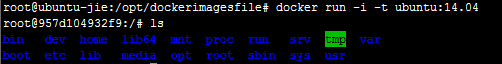 root@ubuntu-jie:/opt/dockerimagesfile# docker run -i -t ubuntu:14.04
root@957d104932f9:/# ls
bin dev home lib64 mnt proc run srv tmp var
boot etc lib media opt root sbin sys usr